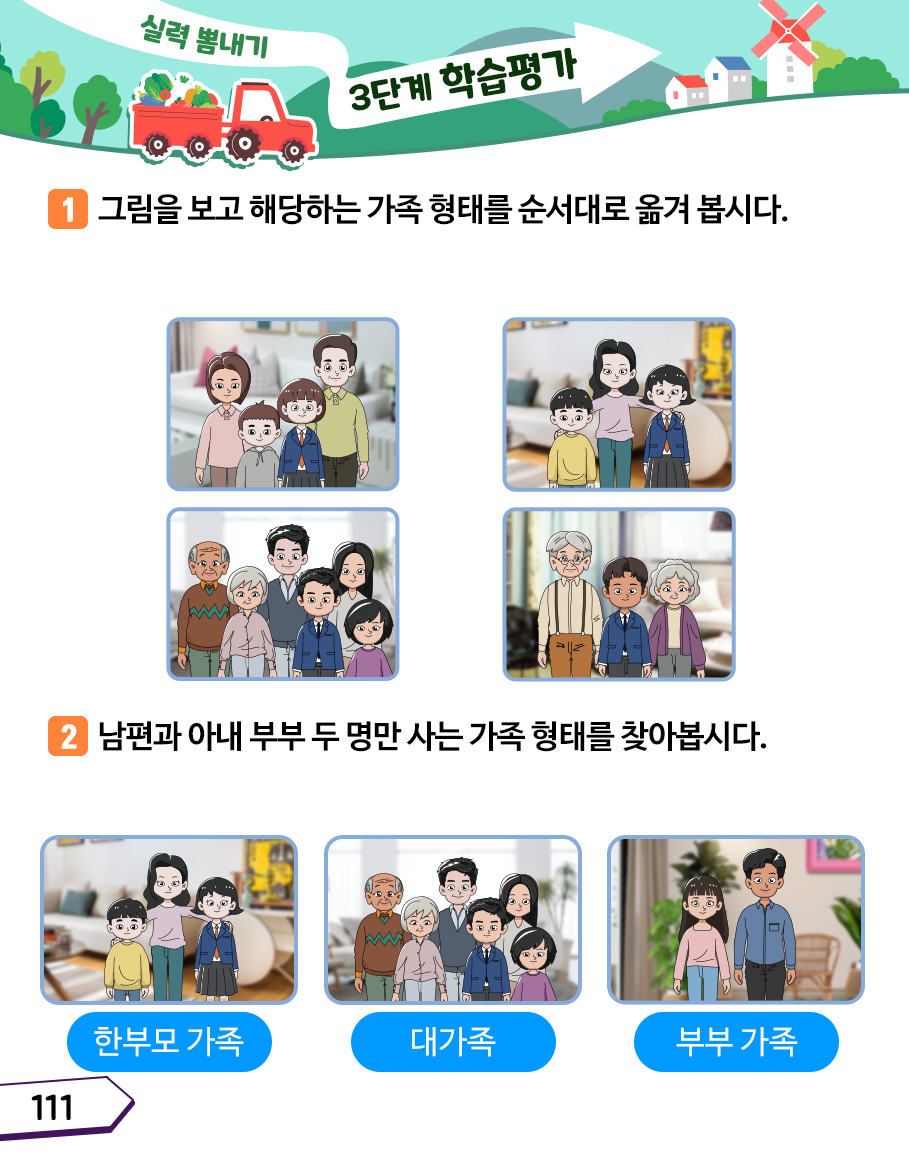 실력 뽐내기
3단계 학습평가
1 그림을 보고 해당하는 가족 형태를 순서대로 옮겨 봅시다.
2 남편과 아내 부부 두 명만 사는 가족 형태를 찾아봅시다.
한부모 가족
대가족
부부 가족
111